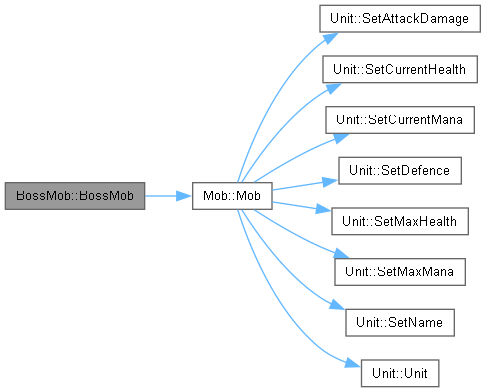 Unit::SetAttackDamage
Unit::SetCurrentHealth
Unit::SetCurrentMana
Unit::SetDefence
BossMob::BossMob
Mob::Mob
Unit::SetMaxHealth
Unit::SetMaxMana
Unit::SetName
Unit::Unit